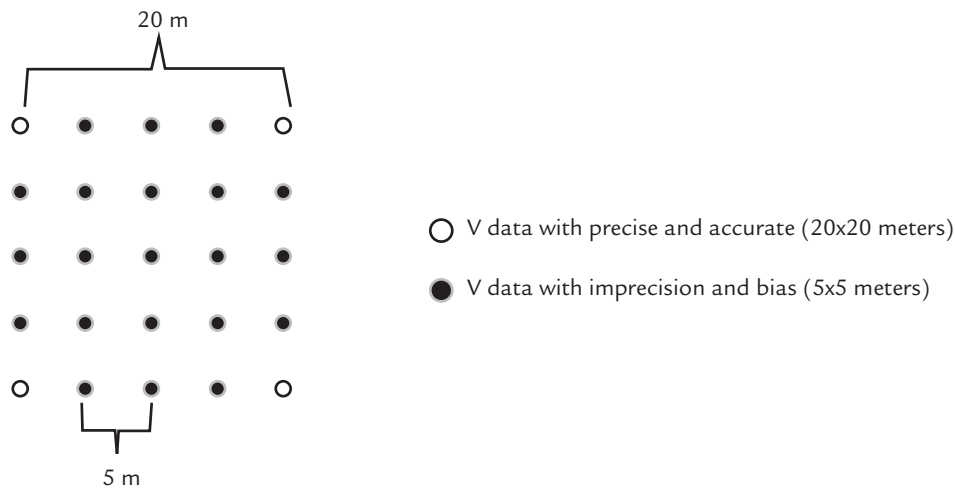 20 m
V data with precise and accurate (20x20 meters)
V data with imprecision and bias (5x5 meters)
5 m